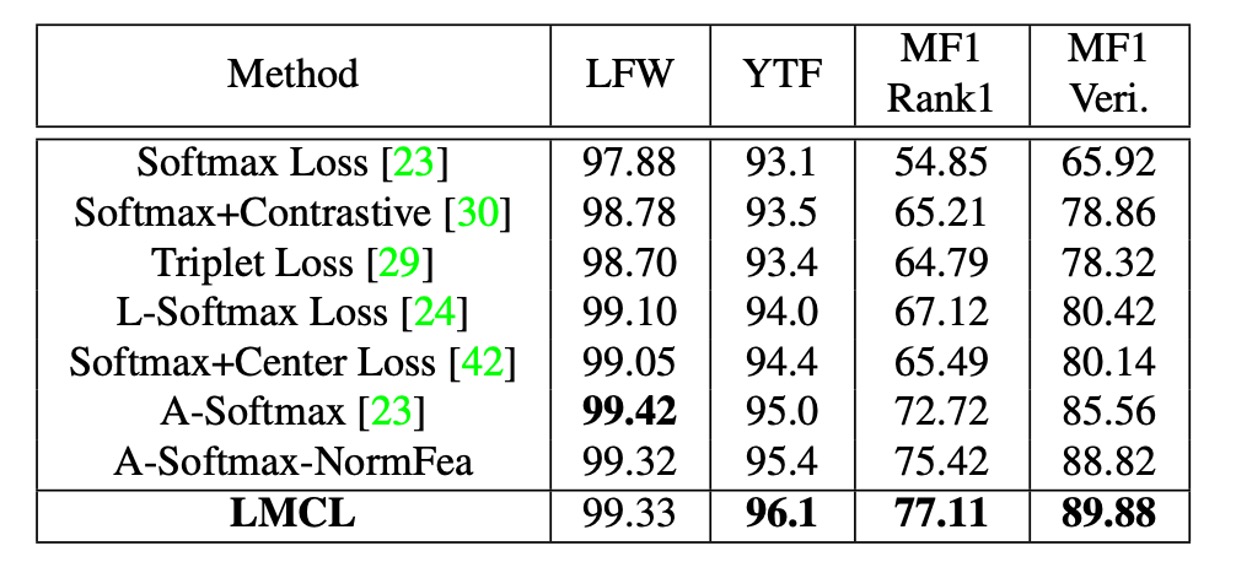 Method LFW YTF MF1 Rank1 MF1 Veri.
Softmax Loss [23] 97.88 93.1 54.85 65.92
Softmax+Contrastive [30] 98.78 93.5 65.21 78.86
Triplet Loss [29] 98.70 93.4 64.79 78.32
L-Softmax Loss [24] 99.10 94.0 67.12 80.42
Softmax+Center Loss [42] 99.05 94.4 65.49 80.14
A-Softmax [23] 99.42 95.0 72.72 85.56
A-Softmax-NormFea 99.32 95.4 75.42 88.82
LMCL 99.33 96.1 77.11 89.88